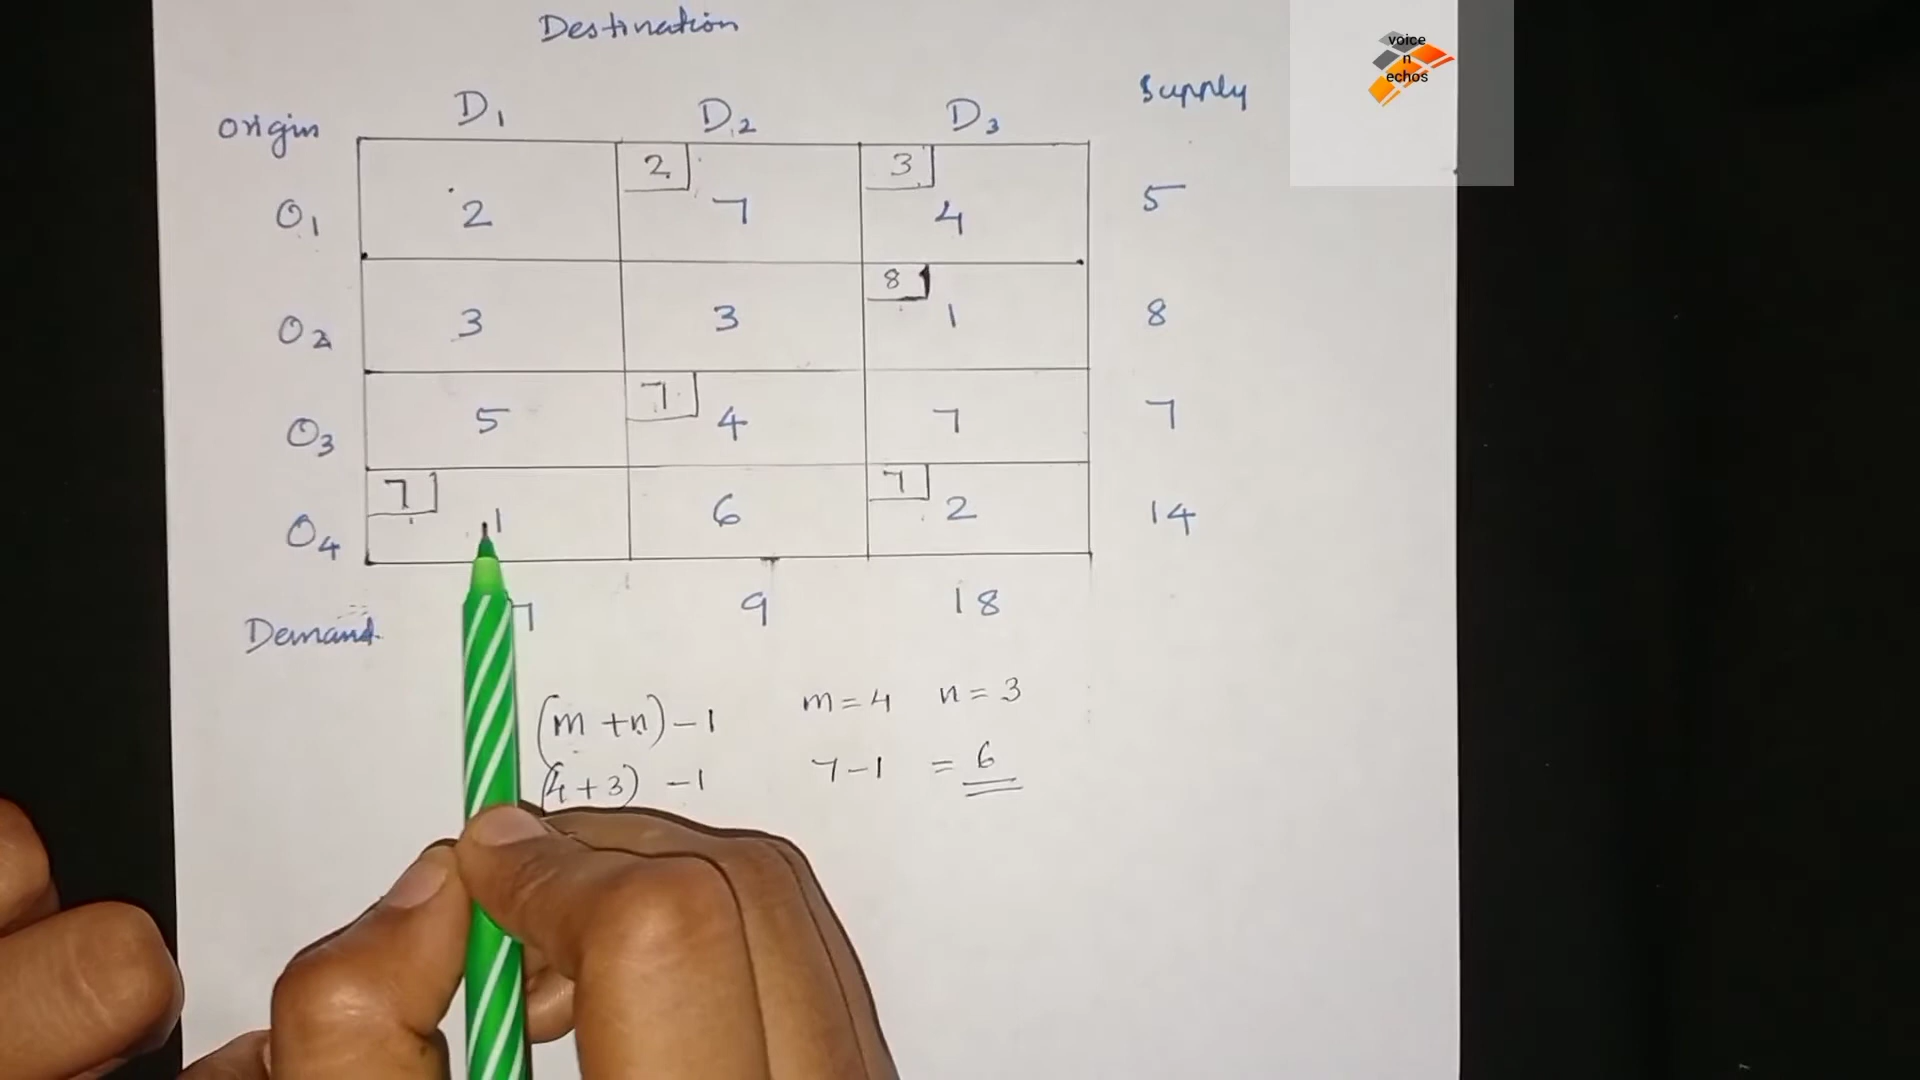 Destination
voice
n
echos
Supply
Origin D1 D2 D3
2 3
O1 2 7 4 5
8
O2 3 3 1 8
7
O3 5 4 7 7
7 7
O4 1 6 2 14
Demand 7 9 18
(m+n)-1 m=4 n=3
(4+3) -1 7-1 = 6